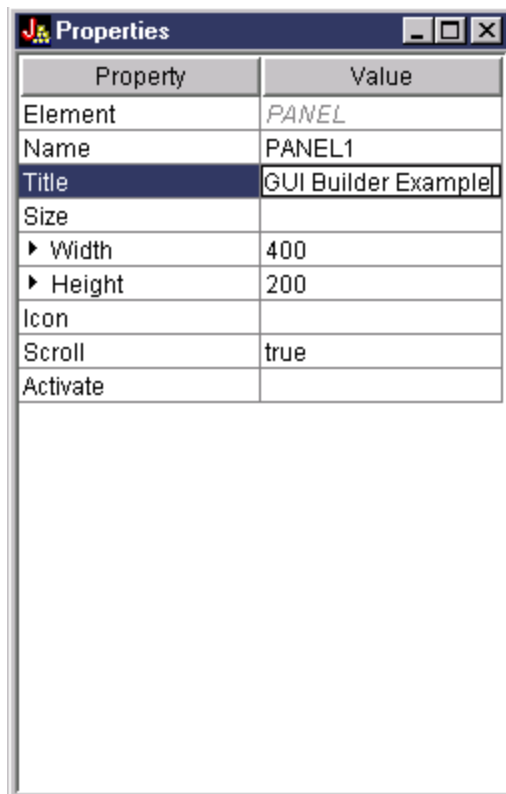 Properties
Property Value
Element PANEL
Name PANEL1
Title GUI Builder Example
Size
Width 400
Height 200
Icon
Scroll true
Activate